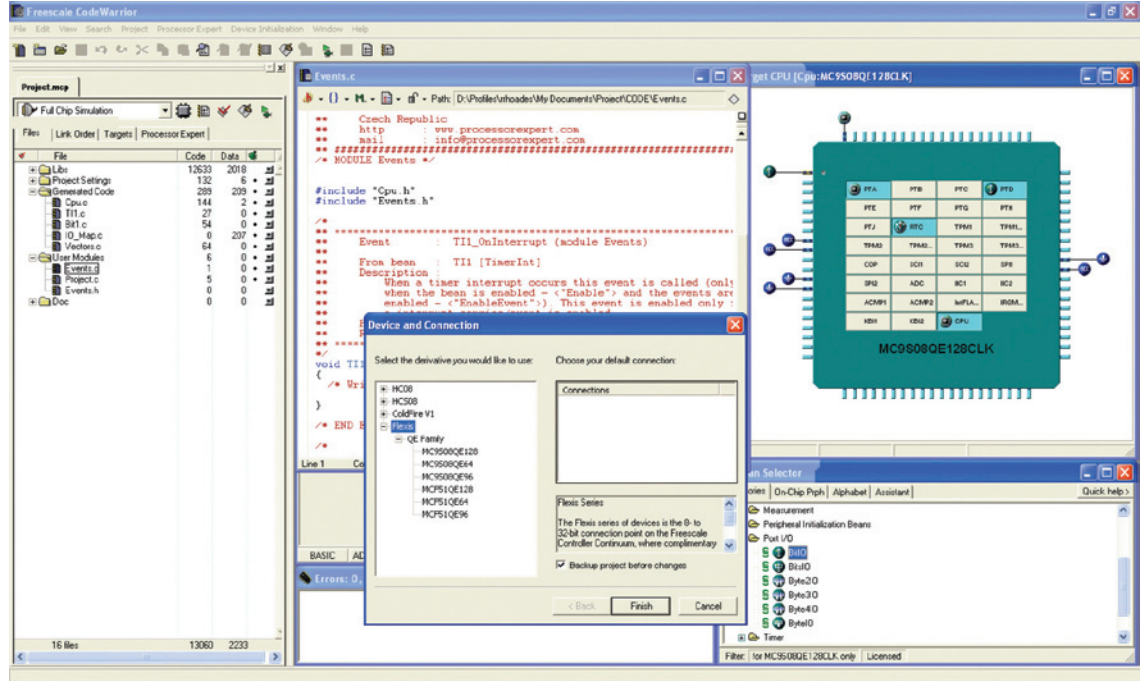 Freescale CodeWarrior
File Edit View Search Project Processor Expert Device Initialization Window Help
Project.mcp
Full Chip Simulation
Files Link Order Targets Processor Expert
File Code Data
Libs 12633 2018
Project Settings 132 6
Generated Code 289 209
Cpu.c 144 2
TI1.c 27 0
Bit1.c 54 0
IO_Map.c 0 207
Vectors.c 64 0
User Modules 6 0
Events.c 1 0
Project.c 5 0
Events.h 0 0
Doc 0 0
16 files 13060 2233
Events.c
Path: D:\Profiles\rrhoades\My Documents\Project\CODE\Events.c
** Czech Republic
** http : www.processorexpert.com
** mail : info@processorexpert.com
/* MODULE Events */
#include "Cpu.h"
#include "Events.h"
/*
** Event : TI1_OnInterrupt (module Events)
**
** From bean : TI1 [TimerInt]
** Description :
** When a timer interrupt occurs this event is called (only
** when the bean is enabled - <"Enable"> and the events are
** enabled - <"EnableEvent">). This event is enabled only
*/
void TI1
{
/* Wri
}
/* END E
/*
Line 1 Co
BASIC AD
Errors: 0,
Device and Connection
Select the derivative you would like to use:
HC08
HCS08
ColdFire V1
Flexis
QE Family
MC9S08QE128
MC9S08QE64
MC9S08QE96
MCF51QE128
MCF51QE64
MCF51QE96
Choose your default connection:
Connections
Flexis Series
The Flexis series of devices is the 8- to
32-bit connection point on the Freescale
Controller Continuum, where complimentary
Backup project before changes
< Back Finish Cancel
get CPU [Cpu:MC9S08QE128CLK]
PTA PTB PTC PTD
PTE PTF PTG PTH
PTJ RTC TPM1 TPM1...
TPM2 TPM2... TPM3 TPM3...
COP SCI1 SCI2 SPI1
SPI2 ADC IIC1 IIC2
ACMP1 ACMP2 IntFLA... IROM...
KBI1 KBI2 CPU
MC9S08QE128CLK
an Selector
ories On-Chip Prph Alphabet Assistant Quick help >
Measurement
Peripheral Initialization Beans
Port I/O
BitIO
BitsIO
Byte2IO
Byte3IO
Byte4IO
ByteIO
Timer
Filter: for MC9S08QE128CLK only Licensed